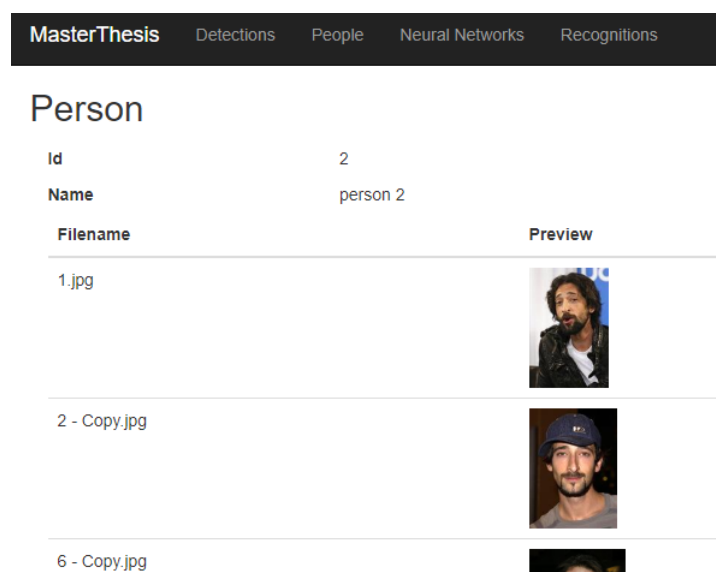 MasterThesis Detections People Neural Networks Recognitions
Person
Id 2
Name person 2
Filename Preview
1.jpg
2 - Copy.jpg
6 - Copy.jpg